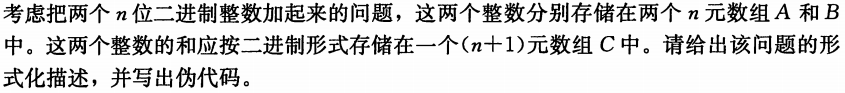 考虑把两个 n 位二进制整数加起来的问题，这两个整数分别存储在两个 n 元数组 A 和 B
中。这两个整数的和应按二进制形式存储在一个(n+1)元数组 C 中。请给出该问题的形
式化描述，并写出伪代码。